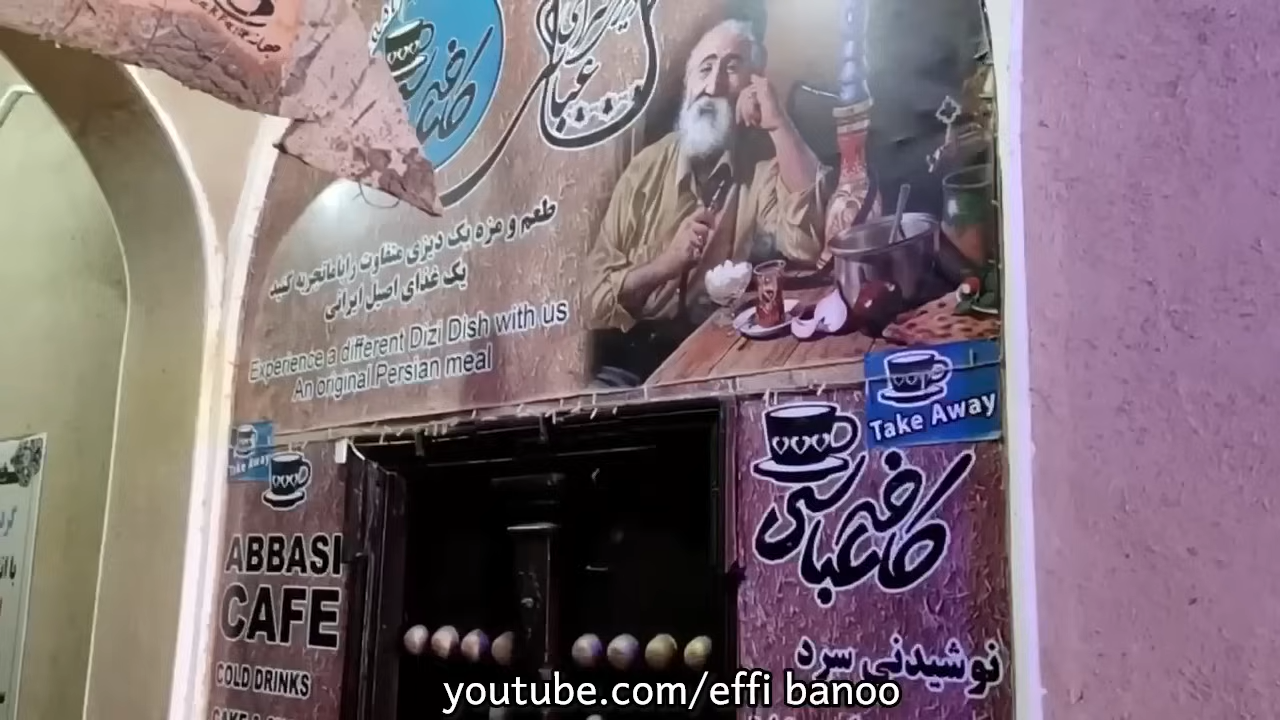 کافه
عباسی
طعم و مزه یک دیزی متفاوت را با ما تجربه کنید
یک غذای اصیل ایرانی
Experience a different Dizi Dish with us
An original Persian meal
Take Away
Take Away
ABBASI
CAFE
COLD DRINKS
کافه عباسی
نوشیدنی سرد
youtube.com/effi banoo